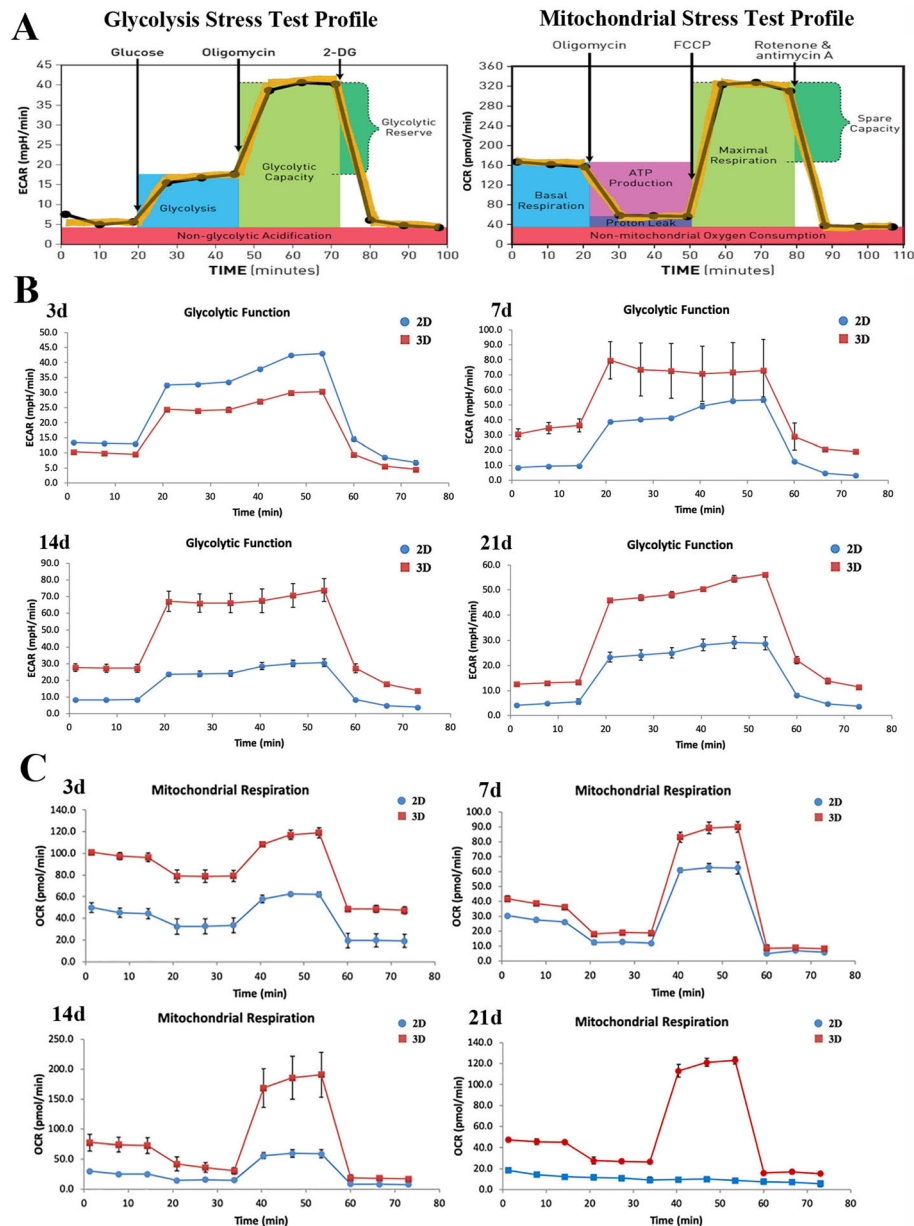 Glycolysis Stress Test Profile
Mitochondrial Stress Test Profile
A
Glucose Oligomycin 2-DG
45
40
35
30
25
20
15
10
5
0
ECAR (mpH/min)
Glycolytic
Reserve
Glycolytic
Capacity
Glycolysis
Non-glycolytic Acidification
0 10 20 30 40 50 60 70 80 90 100
TIME (minutes)
Oligomycin FCCP Rotenone &
antimycin A
360
320
280
240
200
160
120
80
40
0
OCR (pmol/min)
Spare
Capacity
Maximal
Respiration
ATP
Production
Basal
Respiration
Proton Leak
Non-mitochondrial Oxygen Consumption
0 10 20 30 40 50 60 70 80 90 100 110
TIME (minutes)
B
3d
Glycolytic Function
2D
3D
50.0
45.0
40.0
35.0
30.0
25.0
20.0
15.0
10.0
5.0
0.0
ECAR (mpH/min)
0 10 20 30 40 50 60 70 80
Time (min)
7d
Glycolytic Function
2D
3D
100.0
90.0
80.0
70.0
60.0
50.0
40.0
30.0
20.0
10.0
0.0
ECAR (mpH/min)
0 10 20 30 40 50 60 70 80
Time (min)
14d
Glycolytic Function
2D
3D
90.0
80.0
70.0
60.0
50.0
40.0
30.0
20.0
10.0
0.0
ECAR (mpH/min)
0 10 20 30 40 50 60 70 80
Time (min)
21d
Glycolytic Function
2D
3D
60.0
50.0
40.0
30.0
20.0
10.0
0.0
ECAR (mpH/min)
0 10 20 30 40 50 60 70 80
Time (min)
C
3d
Mitochondrial Respiration
2D
3D
140.0
120.0
100.0
80.0
60.0
40.0
20.0
0.0
OCR (pmol/min)
0 10 20 30 40 50 60 70 80
Time (min)
7d
Mitochondrial Respiration
2D
3D
100.0
90.0
80.0
70.0
60.0
50.0
40.0
30.0
20.0
10.0
0.0
OCR (pmol/min)
0 10 20 30 40 50 60 70 80
Time (min)
14d
Mitochondrial Respiration
2D
3D
250.0
200.0
150.0
100.0
50.0
0.0
OCR (pmol/min)
0 10 20 30 40 50 60 70 80
Time (min)
21d
Mitochondrial Respiration
2D
3D
140.0
120.0
100.0
80.0
60.0
40.0
20.0
0.0
OCR (pmol/min)
0 10 20 30 40 50 60 70 80
Time (min)